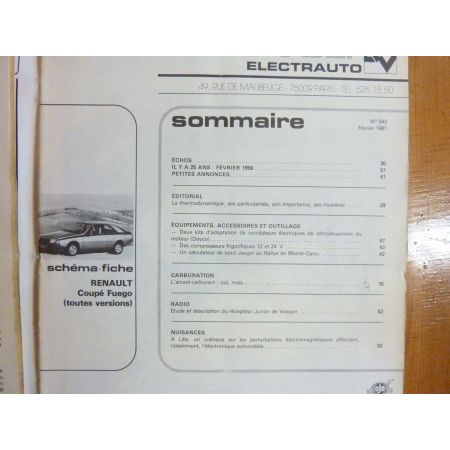 ELECTRAUTO
49, RUE DE MAUBEUGE - 75009 PARIS - TÉL. 526.15.50
sommaire
N° 543
Février 1981
ÉCHOS 30
IL Y A 25 ANS : FÉVRIER 1956 51
PETITES ANNONCES 61
ÉDITORIAL
La thermodynamique, ses particularités, son importance, ses mystères 29
EQUIPEMENTS, ACCESSOIRES ET OUTILLAGE
— Deux kits d'adaptation de ventilateurs électriques de refroidissement du
moteur (Dayco) 47
— Des compresseurs frigorifiques 12 et 24 V 42
— Un calculateur de bord Jaeger au Rallye de Monte Carlo 42
CARBURATION
L'alcool-carburant : oui, mais 35
RADIO
Etude et description du récepteur Junior de Voxson 52
NUISANCES
A Lille, un colloque sur les perturbations électromagnétiques affectant,
notamment, l'électronique automobile 33
schéma-fiche
RENAULT
Coupé Fuego
(toutes versions)